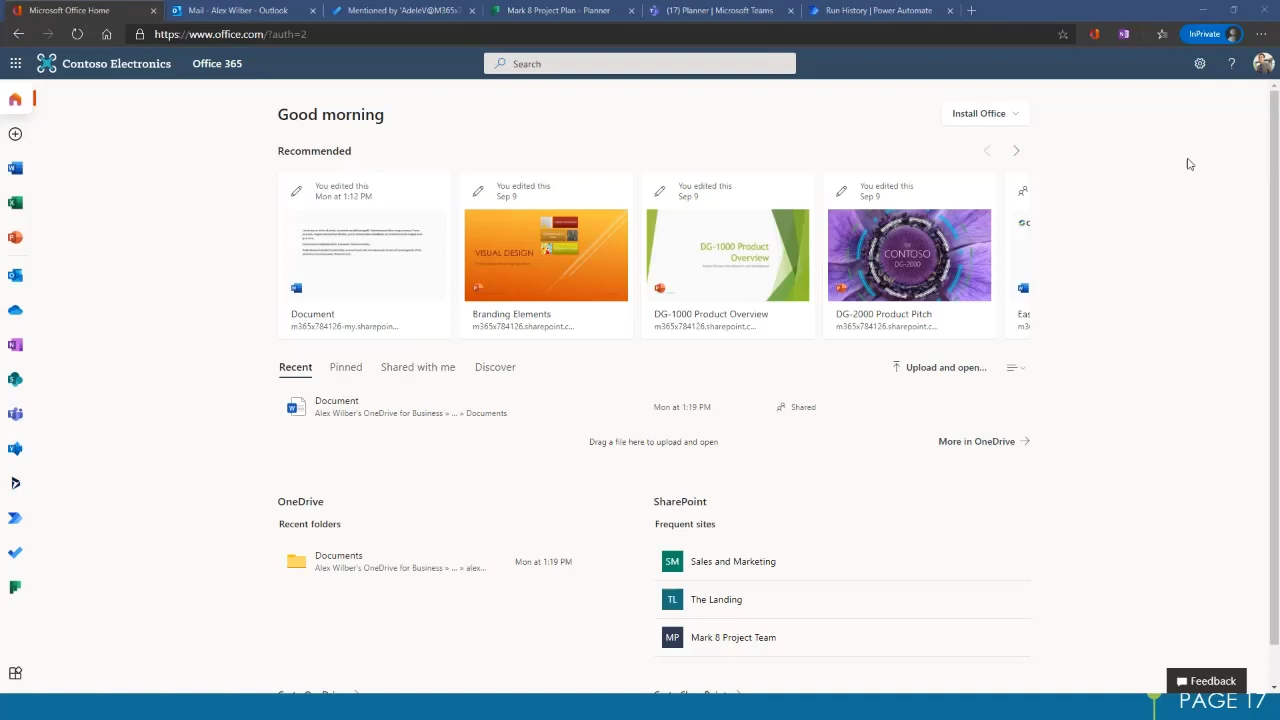 Microsoft Office Home
Mail - Alex Wilber - Outlook
Mentioned by 'AdeleV@M365x7
Mark 8 Project Plan - Planner
(17) Planner | Microsoft Teams
Run History | Power Automate
https://www.office.com/?auth=2
InPrivate
Contoso Electronics
Office 365
Search
Good morning
Install Office
Recommended
You edited this
Mon at 1:12 PM
You edited this
Sep 9
You edited this
Sep 9
You edited this
Sep 9
VISUAL DESIGN
DG-1000 Product
Overview
THE
CONTOSO
DG-2000
Document
m365x784126-my.sharepoin...
Branding Elements
m365x784126.sharepoint.c...
DG-1000 Product Overview
m365x784126.sharepoint.c...
DG-2000 Product Pitch
m365x784126.sharepoint.c...
Eas
m3
Recent
Pinned
Shared with me
Discover
Upload and open...
Document
Alex Wilber's OneDrive for Business » ... » Documents
Mon at 1:19 PM
Shared
Drag a file here to upload and open
More in OneDrive
OneDrive
SharePoint
Recent folders
Frequent sites
Documents
Alex Wilber's OneDrive for Business » ... » alex...
Mon at 1:19 PM
SM Sales and Marketing
TL The Landing
MP Mark 8 Project Team
Feedback
PAGE 17